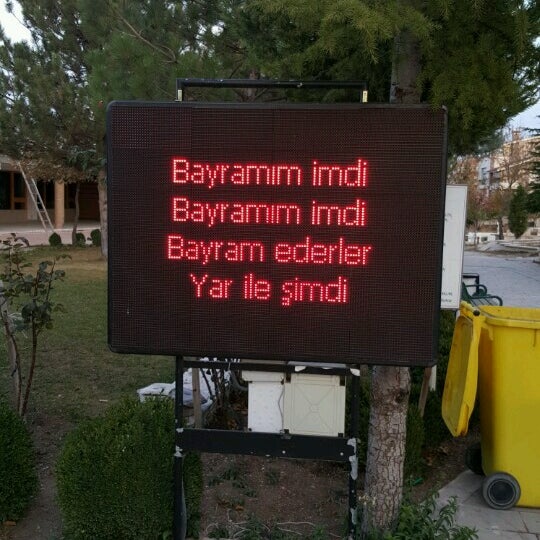 Bayramım imdi
Bayramım imdi
Bayram ederler
Yar ile şimdi